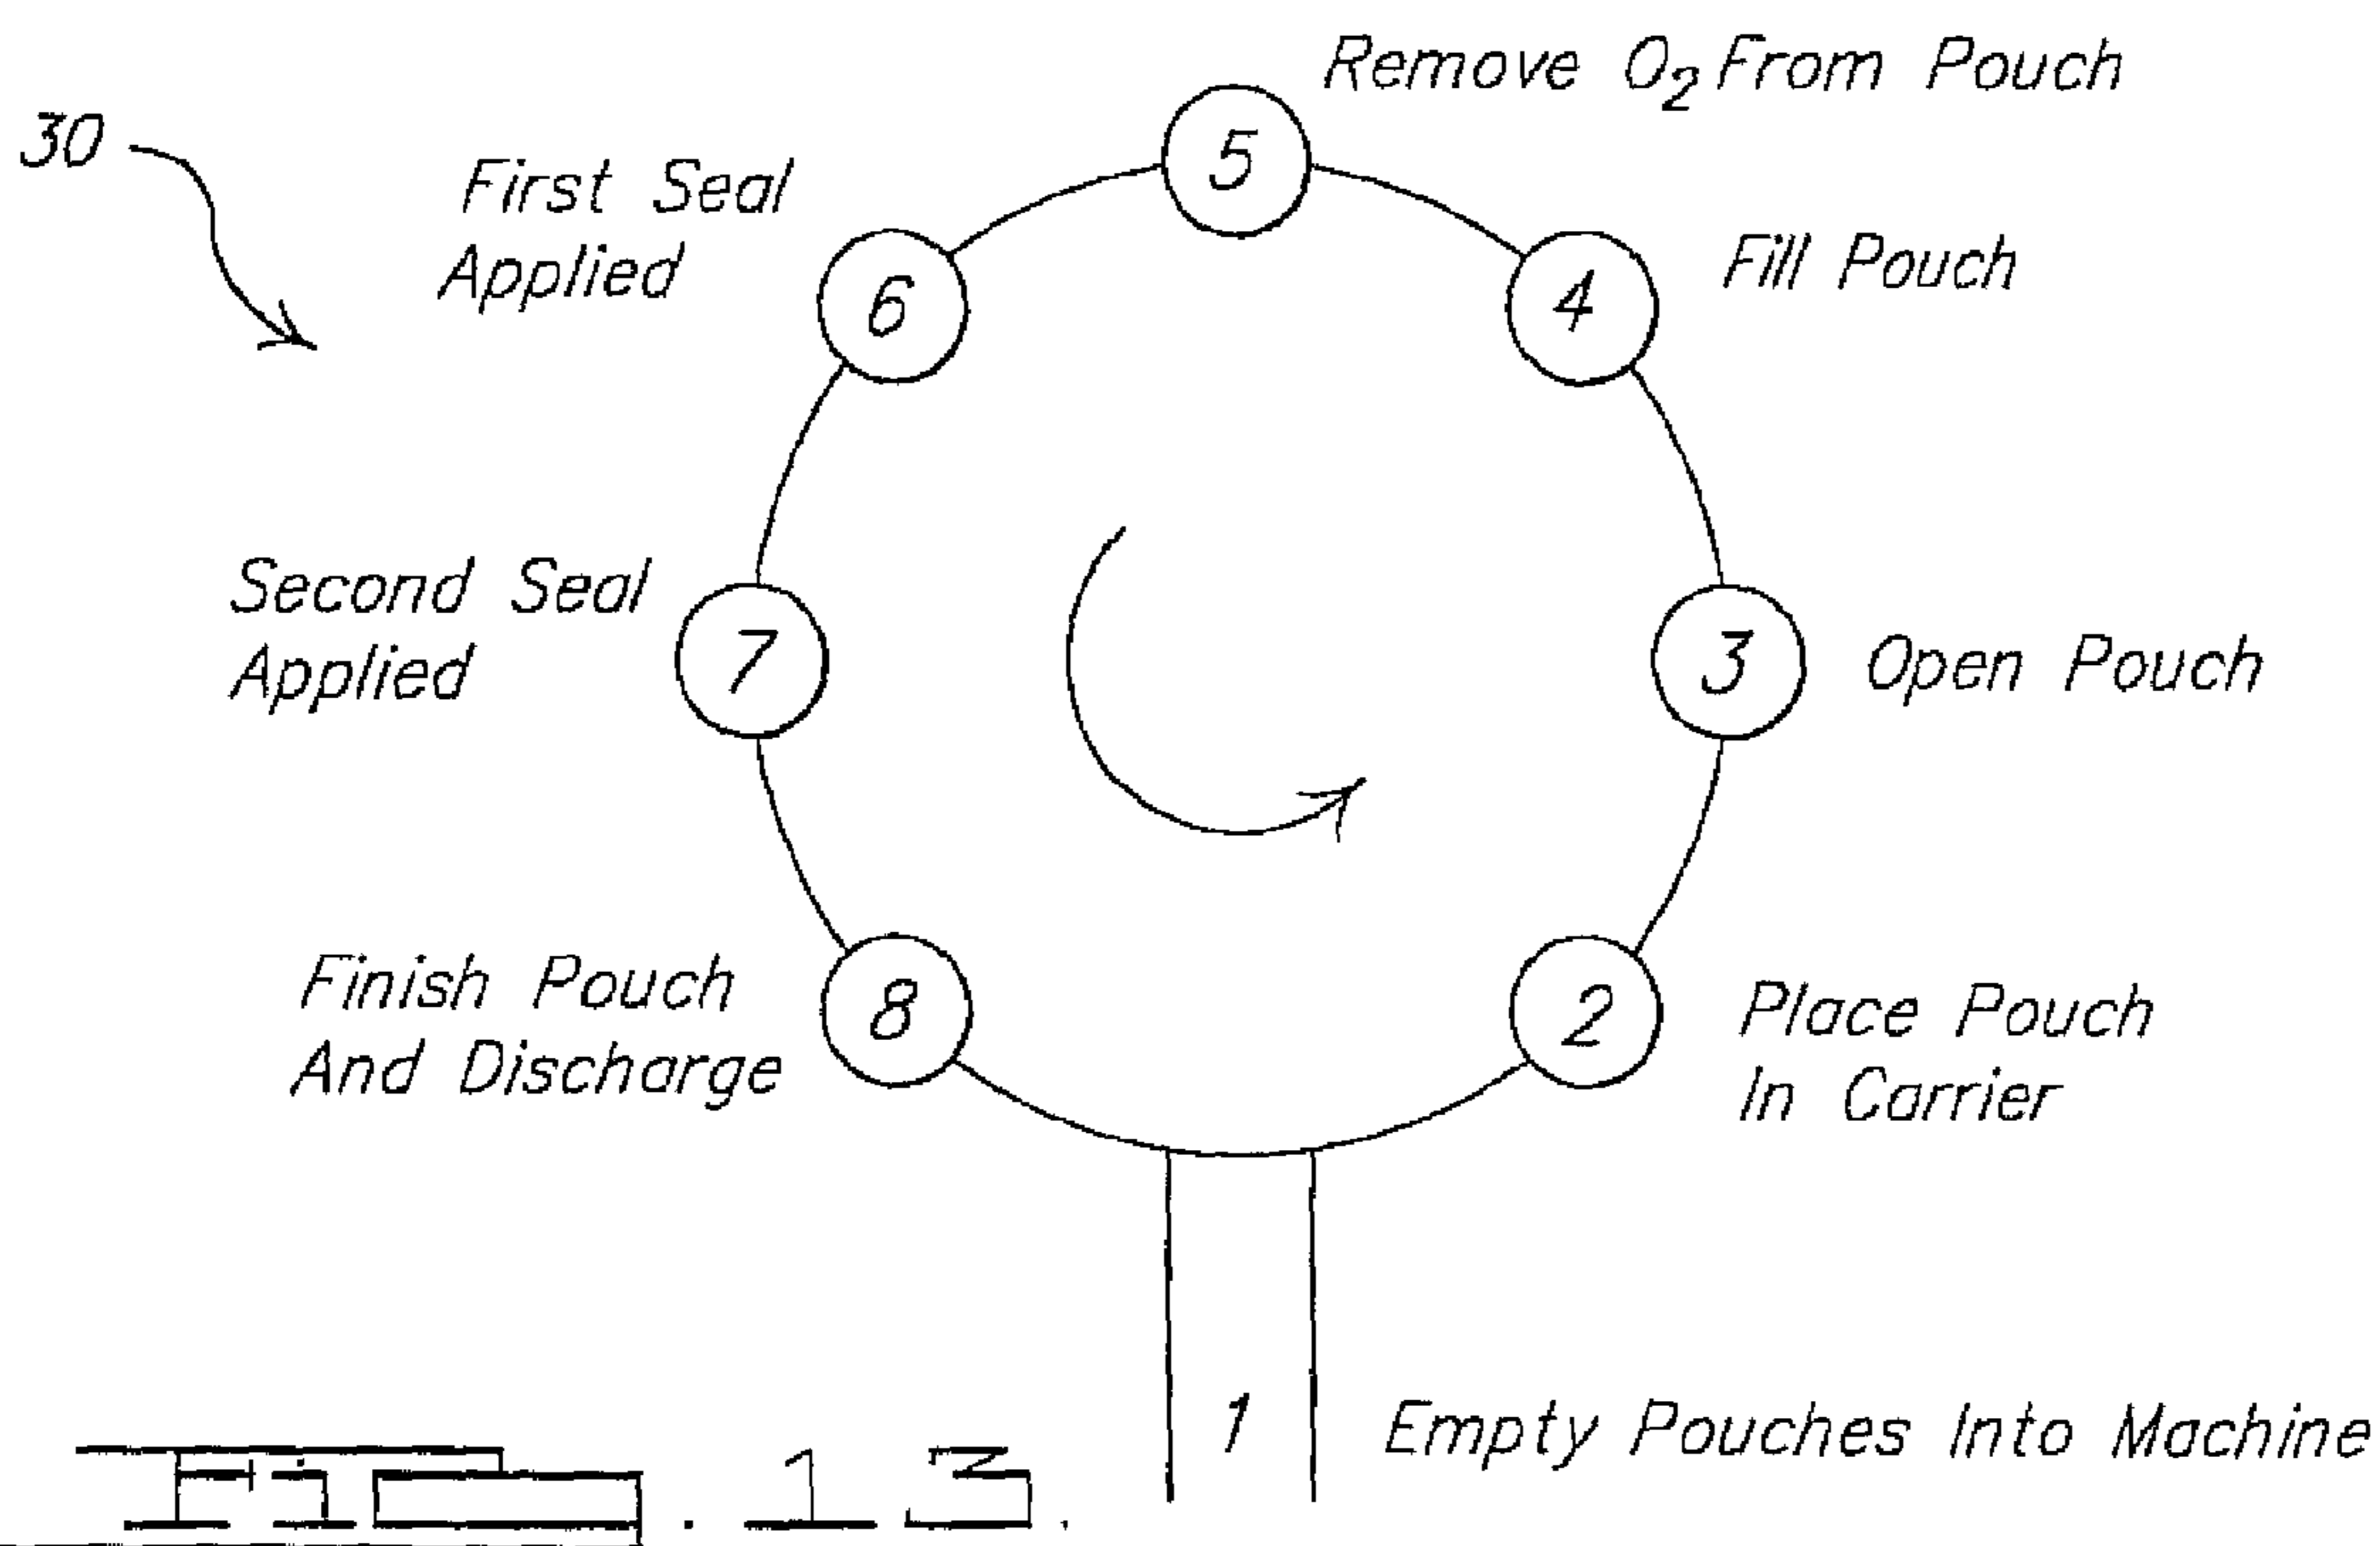 Remove O₂ From Pouch
5
30
First Seal
Applied
6
4
Fill Pouch
Second Seal
Applied
7
3
Open Pouch
Finish Pouch
And Discharge
8
2
Place Pouch
In Carrier
1
Empty Pouches Into Machine
Fig. 13.